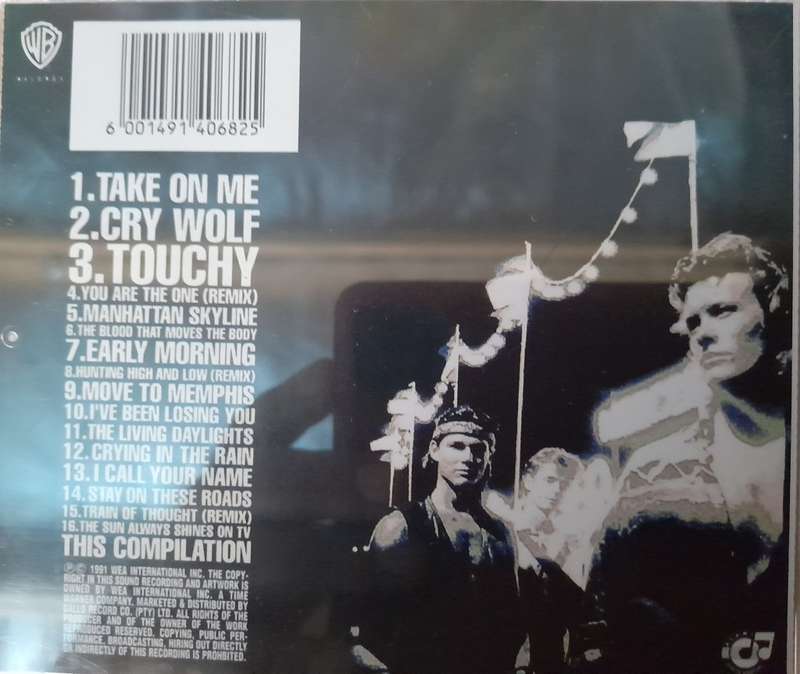 WB
6 001491 406825
1.TAKE ON ME
2.CRY WOLF
3.TOUCHY
4.YOU ARE THE ONE (REMIX)
5.MANHATTAN SKYLINE
6.THE BLOOD THAT MOVES THE BODY
7.EARLY MORNING
8.HUNTING HIGH AND LOW (REMIX)
9.MOVE TO MEMPHIS
10.I'VE BEEN LOSING YOU
11.THE LIVING DAYLIGHTS
12.CRYING IN THE RAIN
13.I CALL YOUR NAME
14.STAY ON THESE ROADS
15.TRAIN OF THOUGHT (REMIX)
16.THE SUN ALWAYS SHINES ON TV
THIS COMPILATION
℗© 1991 WEA INTERNATIONAL INC. THE COPY-
RIGHT IN THIS SOUND RECORDING AND ARTWORK IS
OWNED BY WEA INTERNATIONAL INC. A TIME
WARNER COMPANY. MARKETED & DISTRIBUTED BY
GALLO RECORD CO. (PTY) LTD. ALL RIGHTS OF THE
PRODUCER AND OF THE OWNER OF THE WORK
REPRODUCED RESERVED. COPYING, PUBLIC PER-
FORMANCE, BROADCASTING, HIRING OUT DIRECTLY
OR INDIRECTLY OF THIS RECORDING IS PROHIBITED.